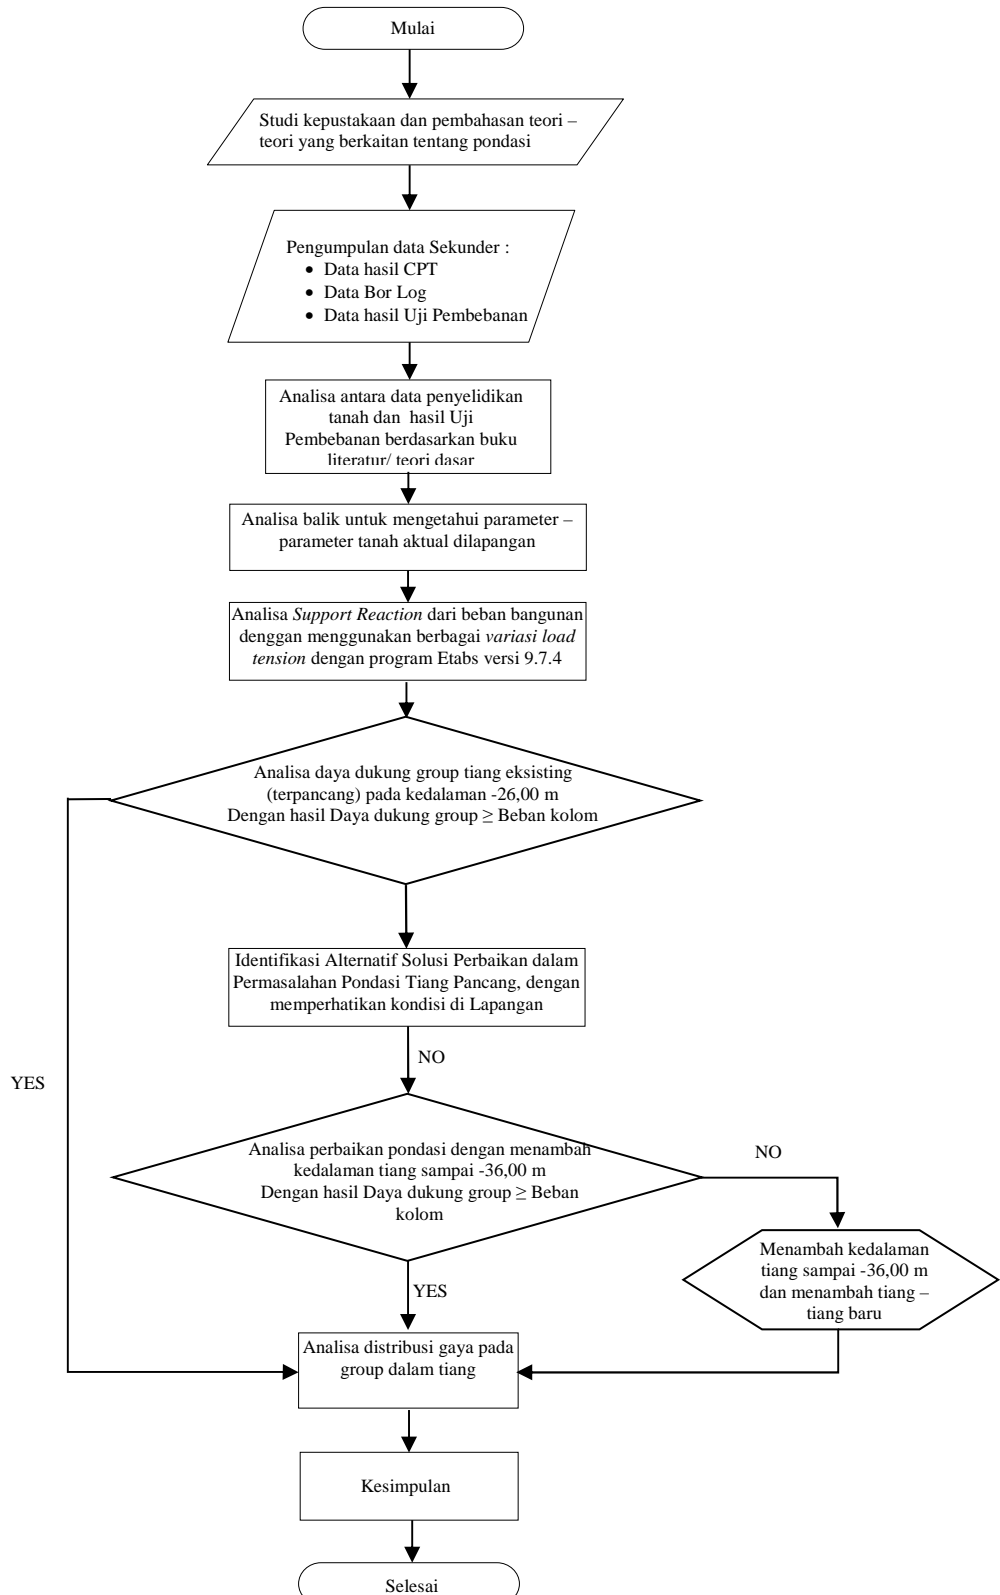 Mulai
Studi kepustakaan dan pembahasan teori –
teori yang berkaitan tentang pondasi
Pengumpulan data Sekunder :
• Data hasil CPT
• Data Bor Log
• Data hasil Uji Pembebanan
Analisa antara data penyelidikan
tanah dan hasil Uji
Pembebanan berdasarkan buku
literatur/ teori dasar
Analisa balik untuk mengetahui parameter –
parameter tanah aktual dilapangan
Analisa Support Reaction dari beban bangunan
denggan menggunakan berbagai variasi load
tension dengan program Etabs versi 9.7.4
Analisa daya dukung group tiang eksisting
(terpancang) pada kedalaman -26,00 m
Dengan hasil Daya dukung group ≥ Beban kolom
Identifikasi Alternatif Solusi Perbaikan dalam
Permasalahan Pondasi Tiang Pancang, dengan
memperhatikan kondisi di Lapangan
NO
YES
Analisa perbaikan pondasi dengan menambah
kedalaman tiang sampai -36,00 m
Dengan hasil Daya dukung group ≥ Beban
kolom
NO
Menambah kedalaman
tiang sampai -36,00 m
dan menambah tiang –
tiang baru
YES
Analisa distribusi gaya pada
group dalam tiang
Kesimpulan
Selesai